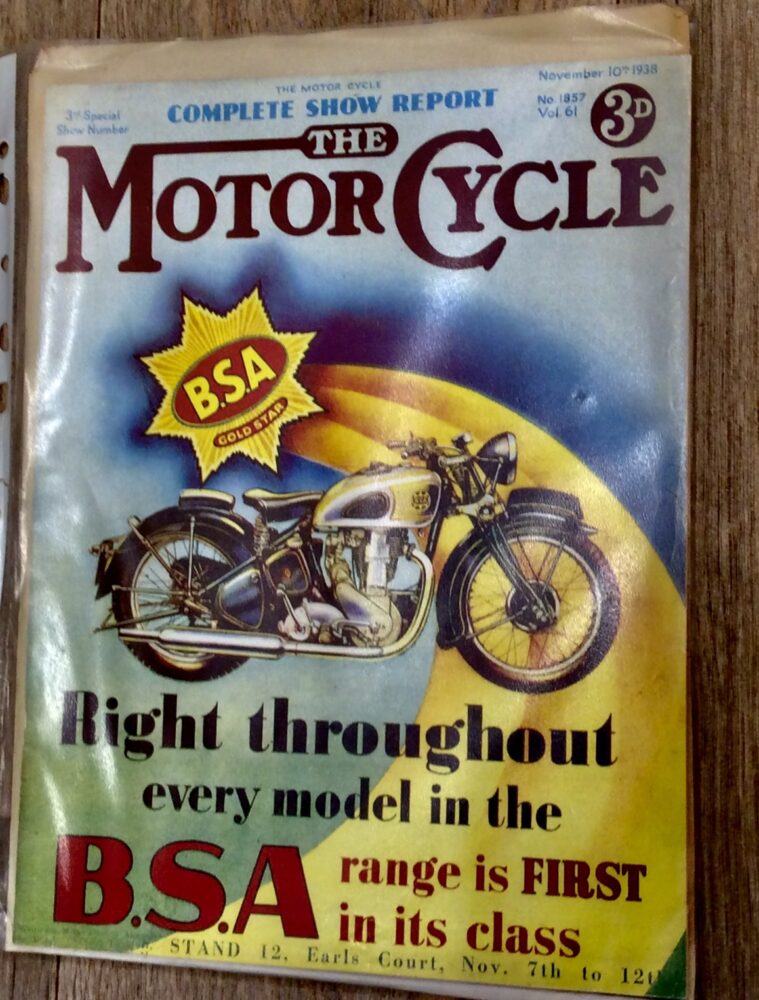 November 10TH 1938
THE MOTOR CYCLE
COMPLETE SHOW REPORT
3rd Special
Show Number
No. 1857
Vol. 61
3D
THE
MOTOR CYCLE
B.S.A
GOLD STAR
Right throughout
every model in the
B.S.A range is FIRST
in its class
STAND 12, Earls Court, Nov. 7th to 12t